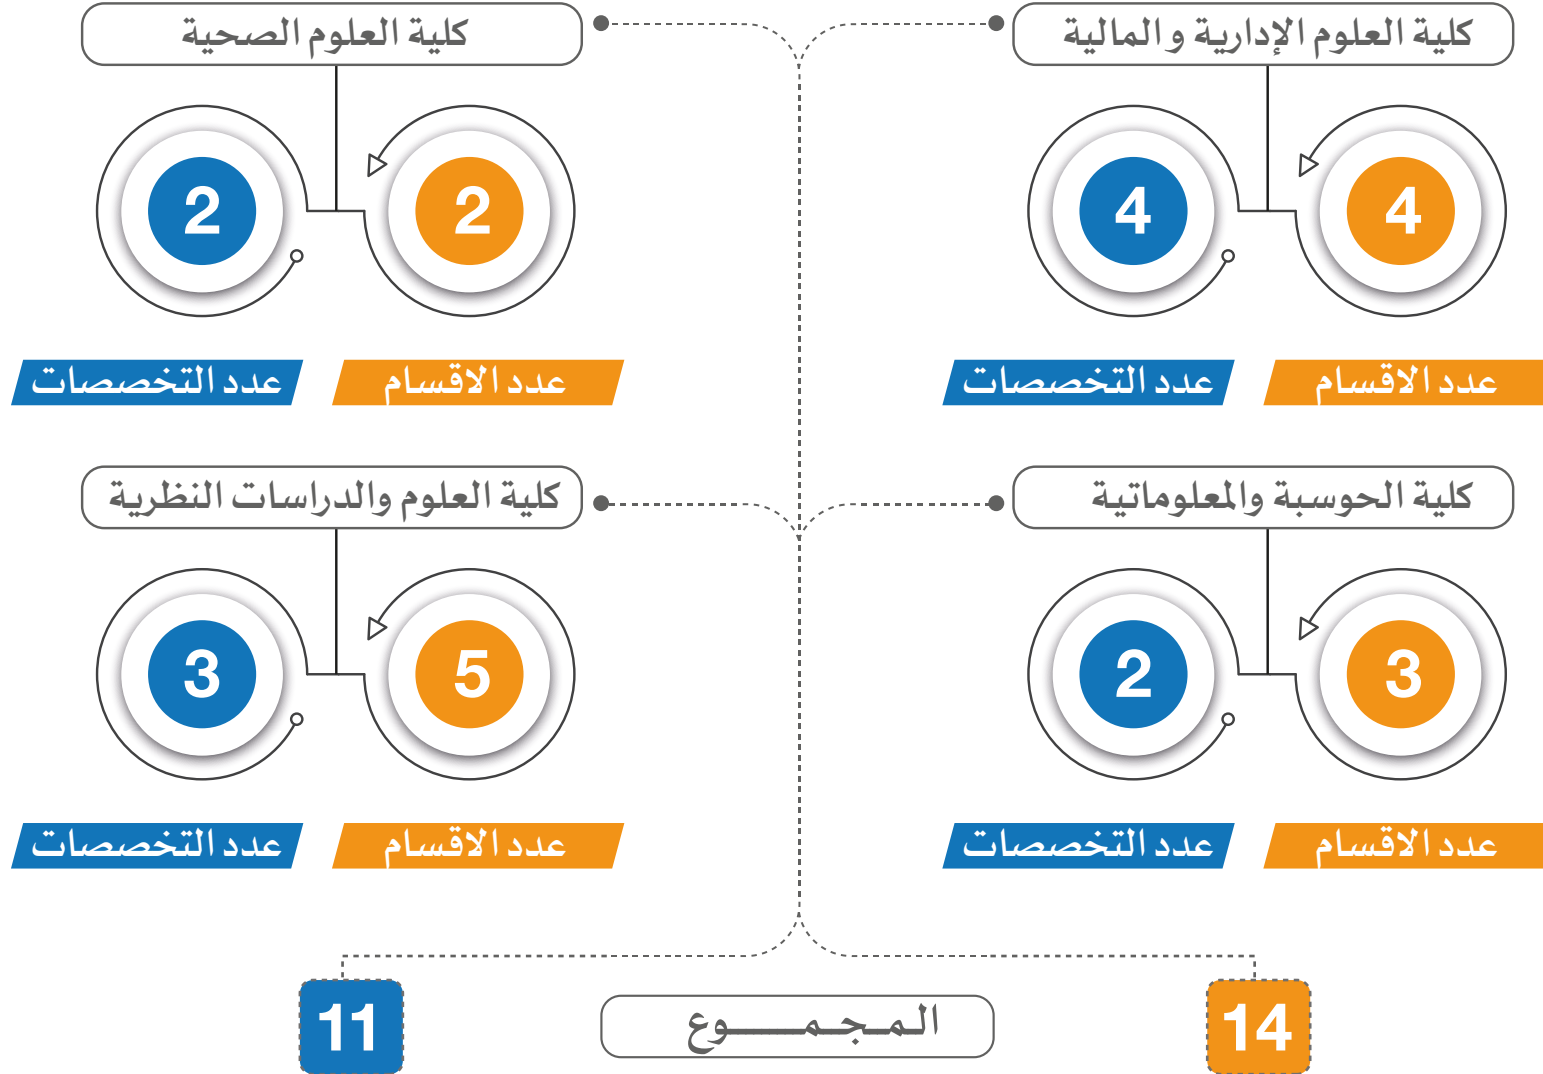 كلية العلوم الإدارية و المالية
4
4
عدد الاقسام
عدد التخصصات
كلية العلوم الصحية
2
2
عدد الاقسام
عدد التخصصات
كلية الحوسبة والمعلوماتية
3
2
عدد الاقسام
عدد التخصصات
كلية العلوم والدراسات النظرية
5
3
عدد الاقسام
عدد التخصصات
14
المـجـمـــــوع
11